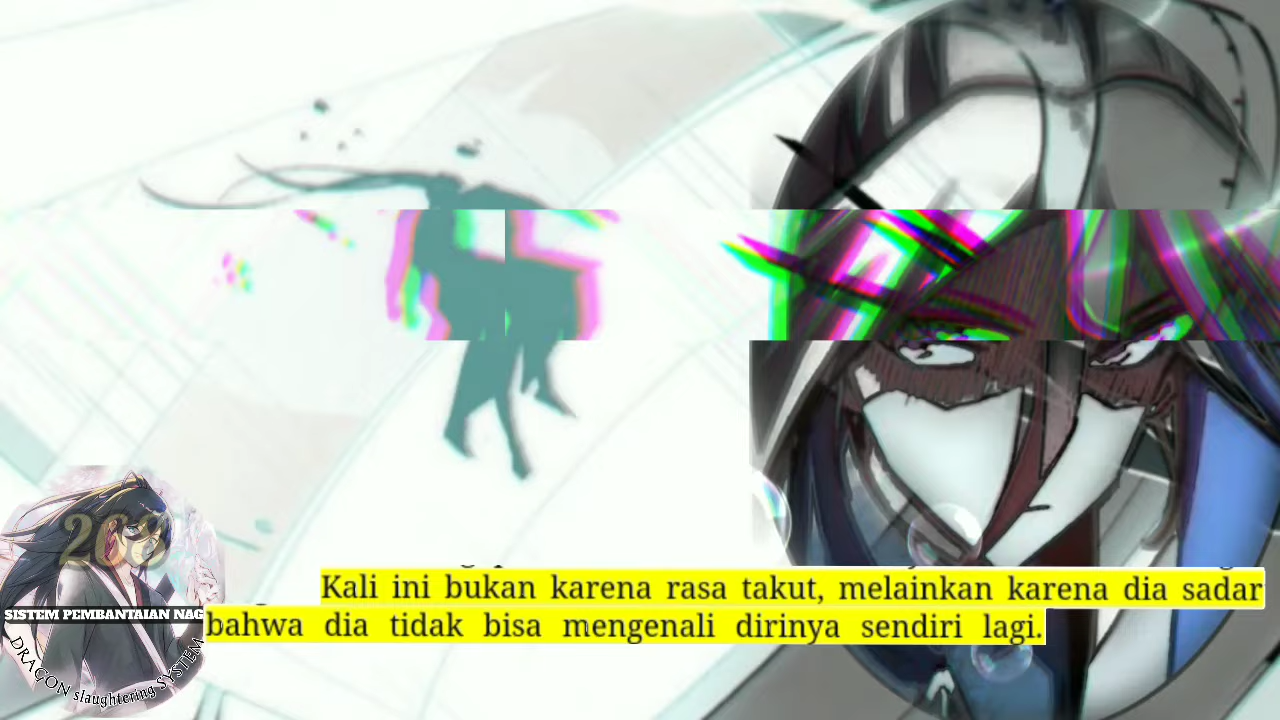 208
SISTEM PEMBANTAIAN NAG
DRAGON slaughtering SYSTEM
Kali ini bukan karena rasa takut, melainkan karena dia sadar
bahwa dia tidak bisa mengenali dirinya sendiri lagi.